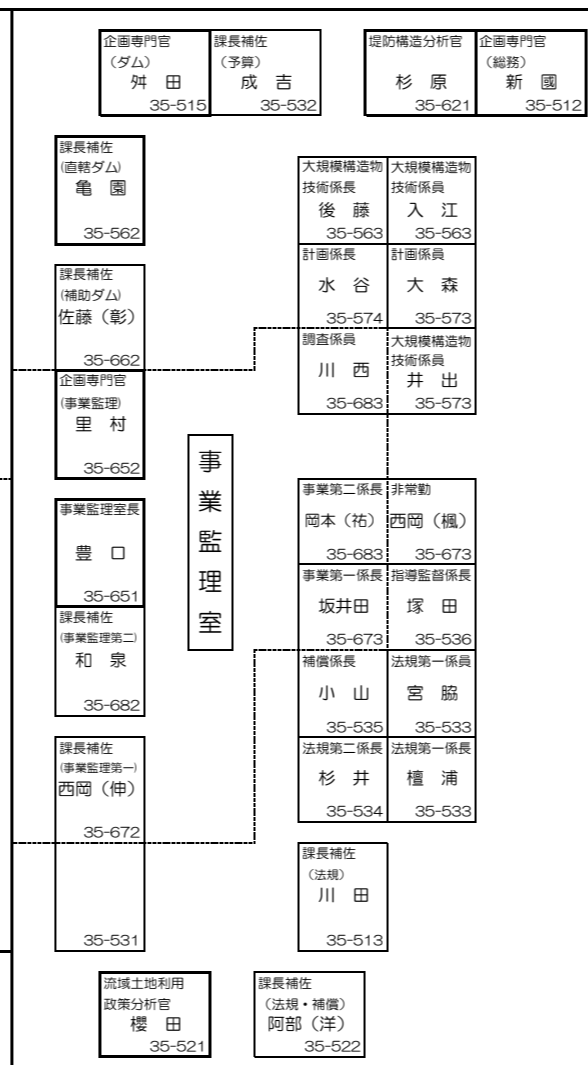 企画専門官
（ダム）
舛　田
35-515
課長補佐
（予算）
成　吉
35-532
堤防構造分析官
杉　原
35-621
企画専門官
（総務）
新　國
35-512
課長補佐
(直轄ダム)
亀　園
35-562
大規模構造物
技術係長
後　藤
35-563
大規模構造物
技術係員
入　江
35-563
課長補佐
(補助ダム)
佐藤（彰）
35-662
計画係長
水　谷
35-574
計画係員
大　森
35-573
調査係員
川　西
35-683
大規模構造物
技術係員
井　出
35-573
企画専門官
(事業監理)
里　村
35-652
事業監理室
事業監理室長
豊　口
35-651
事業第二係長
岡本（祐）
35-683
非常勤
西岡（楓）
35-673
事業第一係長
坂井田
35-673
指導監督係長
塚　田
35-536
課長補佐
(事業監理第二)
和　泉
35-682
補償係長
小　山
35-535
法規第一係員
宮　脇
35-533
課長補佐
(事業監理第一)
西岡（伸）
35-672
法規第二係長
杉　井
35-534
法規第一係長
檀　浦
35-533
35-531
課長補佐
（法規）
川　田
35-513
流域土地利用
政策分析官
櫻　田
35-521
課長補佐
（法規・補償）
阿部（洋）
35-522